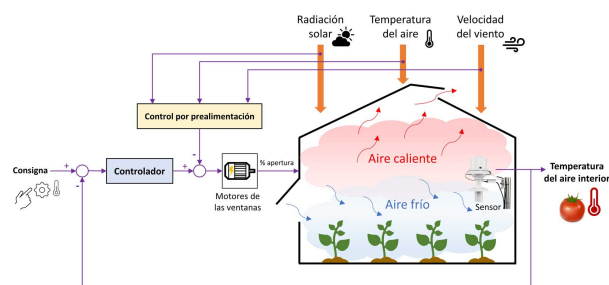 Radiación
solar
Temperatura
del aire
Velocidad
del viento
Control por prealimentación
-
Consigna
+
-
Controlador
+
% apertura
Motores de
las ventanas
Aire caliente
Aire frío
Sensor
Temperatura
del aire interior